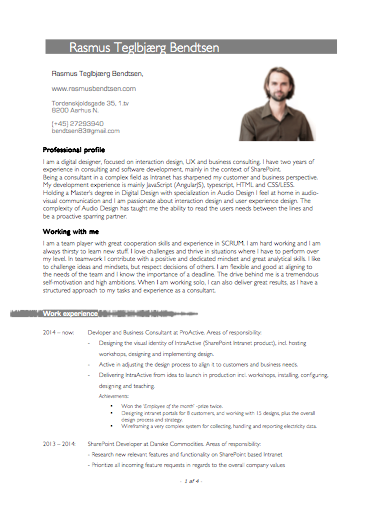 Rasmus Teglbjærg Bendtsen
Rasmus Teglbjærg Bendtsen,
www.rasmusbendtsen.com
Tordenskjoldsgade 35, 1.tv
8200 Aarhus N.
(+45) 27293940
bendtsen83@gmail.com
Professional profile
I am a digital designer, focused on interaction design, UX and business consulting. I have two years of
experience in consulting and software development, mainly in the context of SharePoint.
Being a consultant in a complex field as Intranet has sharpened my customer and business perspective.
My development experience is mainly JavaScript (AngularJS), typescript, HTML and CSS/LESS.
Holding a Master's degree in Digital Design with specialization in Audio Design I feel at home in audio-
visual communication and I am passionate about interaction design and user experience design. The
complexity of Audio Design has taught me the ability to read the users needs between the lines and
be a proactive sparring partner.
Working with me
I am a team player with great cooperation skills and experience in SCRUM. I am hard working and I am
always thirsty to learn new stuff. I love challenges and thrive in situations where I have to perform over
my level. In teamwork I contribute with a positive and dedicated mindset and great analytical skills. I like
to challenge ideas and mindsets, but respect decisions of others. I am flexible and good at aligning to
the needs of the team and I know the importance of a deadline. The drive behind me is a tremendous
self-motivation and high ambitions. When I am working solo, I can also deliver great results, as I have a
structured approach to my tasks and experience as a consultant.
Work experience
2014 – now: Devloper and Business Consultant at ProActive. Areas of responsibility:
- Designing the visual identity of IntraActive (SharePoint Intranet product), incl. hosting
workshops, designing and implementing design.
- Active in adjusting the design process to align it to customers and business needs.
- Delivering IntraActive from idea to launch in production incl. workshops, installing, configuring,
designing and teaching.
Achievements:
• Won the 'Employee of the month' -prize twice.
• Designing intranet portals for 8 customers, and working with 15 designs, plus the overall
design process and strategy.
• Wireframing a very complex system for collecting, handling and reporting electricity data.
2013 – 2014: SharePoint Developer at Danske Commodities. Areas of responsibility:
- Research new relevant features and functionality on SharePoint based Intranet
- Prioritize all incoming feature requests in regards to the overall company values
- 1 af 4 -